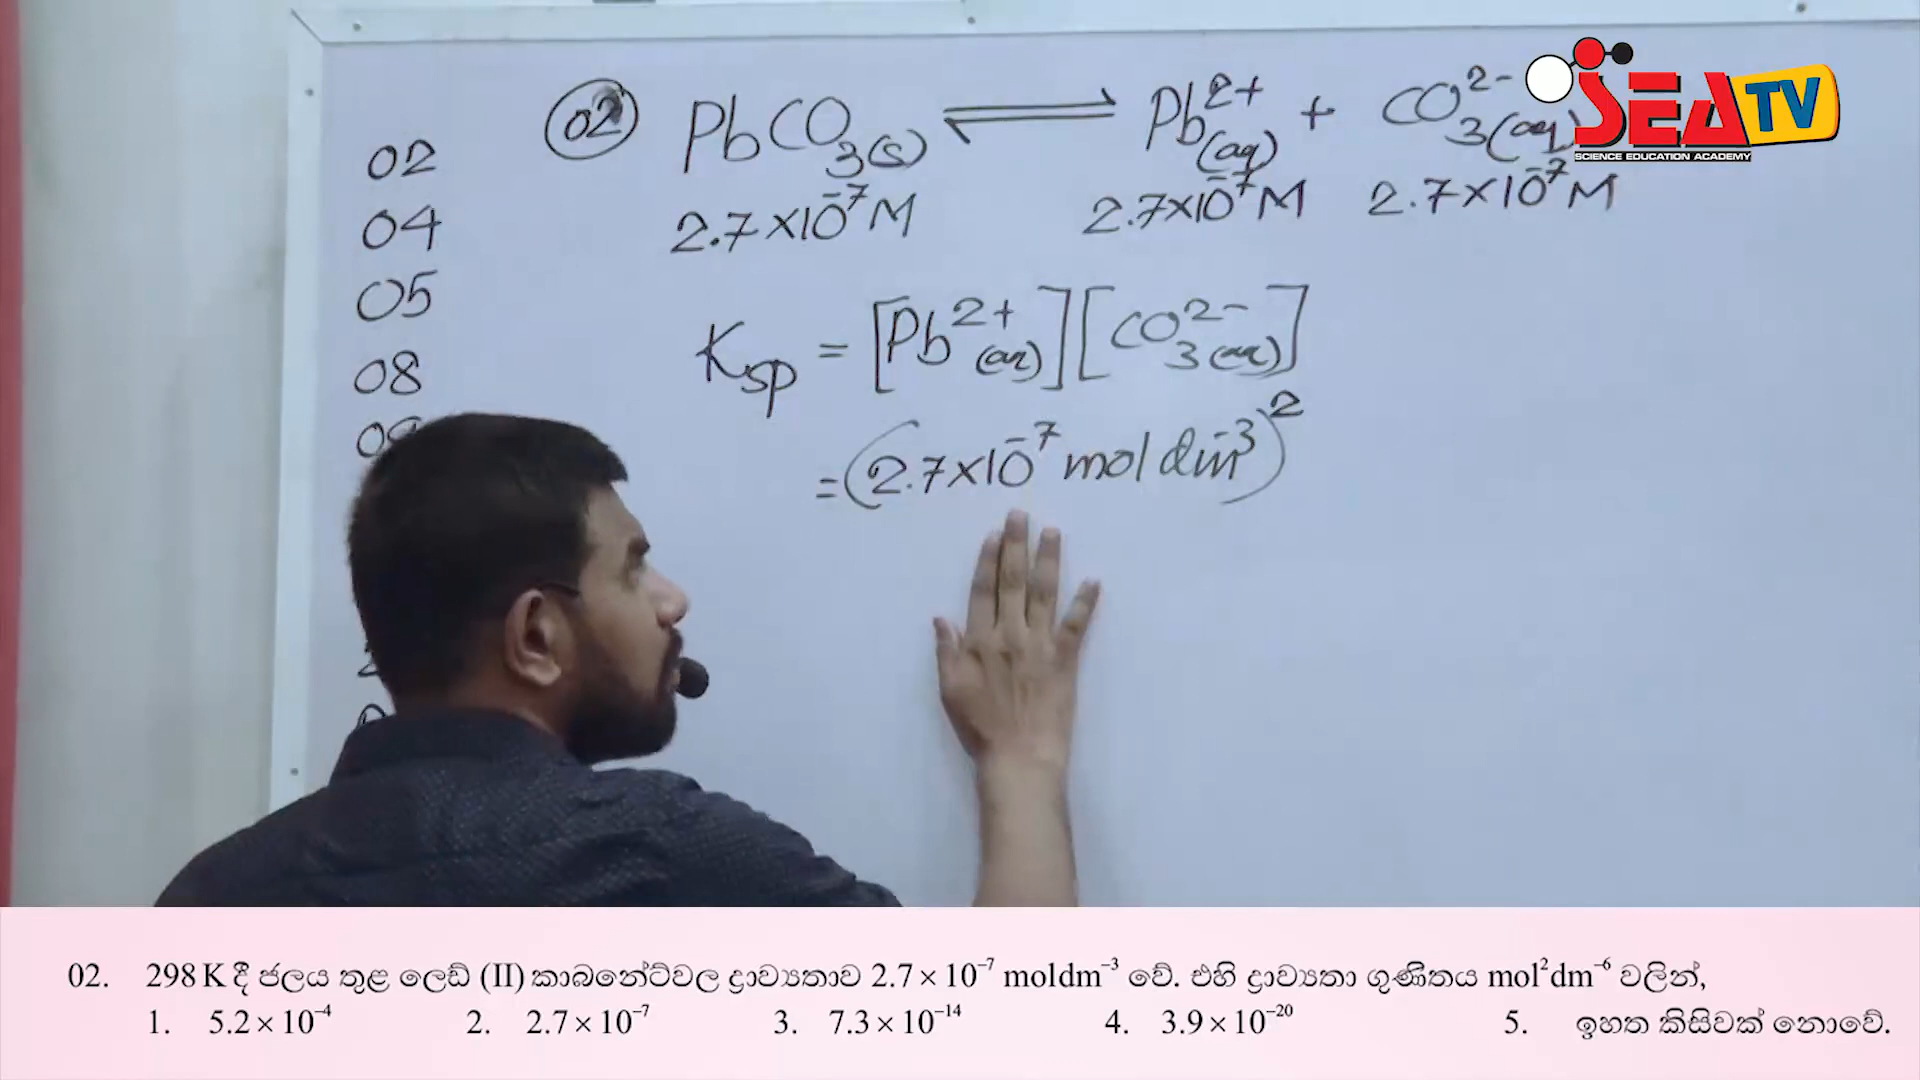 SEA TV
SCIENCE EDUCATION ACADEMY
02
04
05
08
02 PbCO₃(s) ⇌ Pb²⁺(aq) + CO₃²⁻(aq)
2.7×10⁻⁷M 2.7×10⁻⁷M 2.7×10⁻⁷M
Ksp = [Pb²⁺(aq)][CO₃²⁻(aq)]
=(2.7×10⁻⁷ mol dm⁻³)²
02. 298 K දී ජලය තුළ ලෙඩ් (II) කාබනේට්වල ද්‍රාව්‍යතාව 2.7 × 10⁻⁷ moldm⁻³ වේ. එහි ද්‍රාව්‍යතා ගුණිතය mol²dm⁻⁶ වලින්,
1. 5.2 × 10⁻⁴ 2. 2.7 × 10⁻⁷ 3. 7.3 × 10⁻¹⁴ 4. 3.9 × 10⁻²⁰ 5. ඉහත කිසිවක් නොවේ.